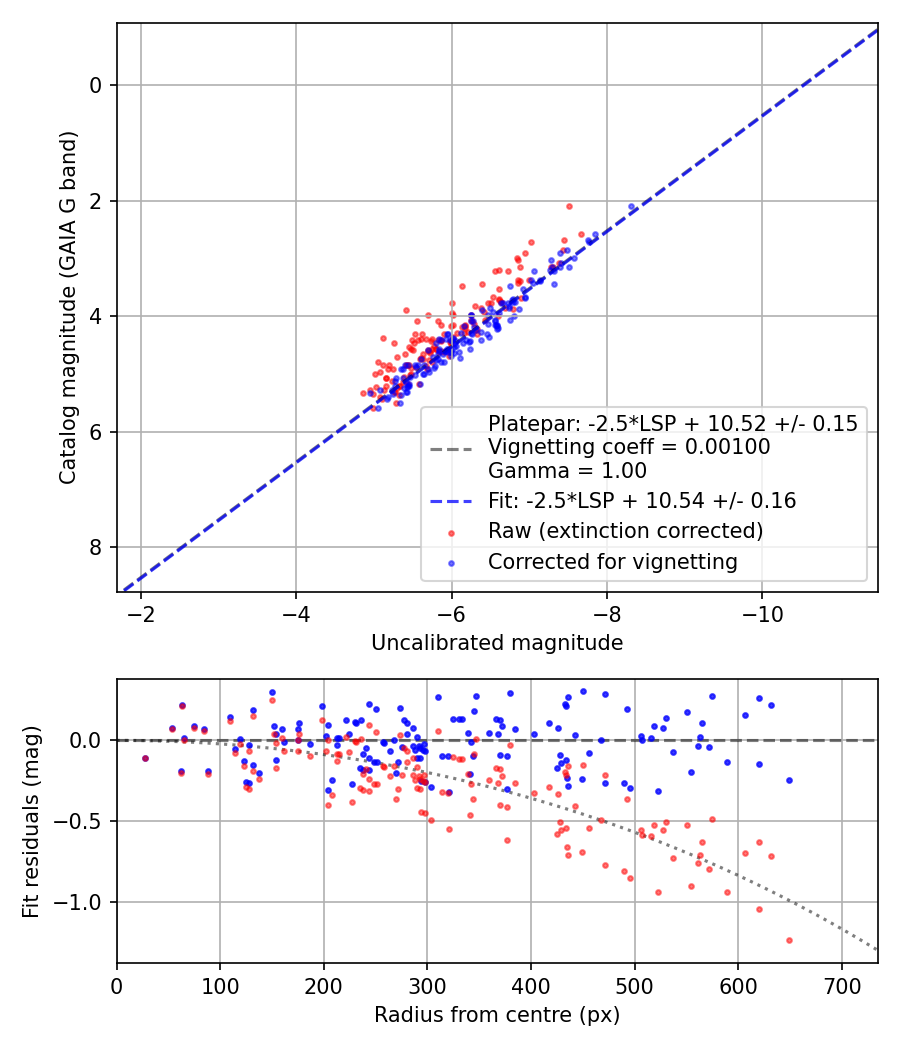 0
2
4
6
8
Catalog magnitude (GAIA G band)
Platepar: -2.5*LSP + 10.52 +/- 0.15
Vignetting coeff = 0.00100
Gamma = 1.00
Fit: -2.5*LSP + 10.54 +/- 0.16
Raw (extinction corrected)
Corrected for vignetting
−2 −4 −6 −8 −10
Uncalibrated magnitude
0.0
−0.5
−1.0
Fit residuals (mag)
0 100 200 300 400 500 600 700
Radius from centre (px)